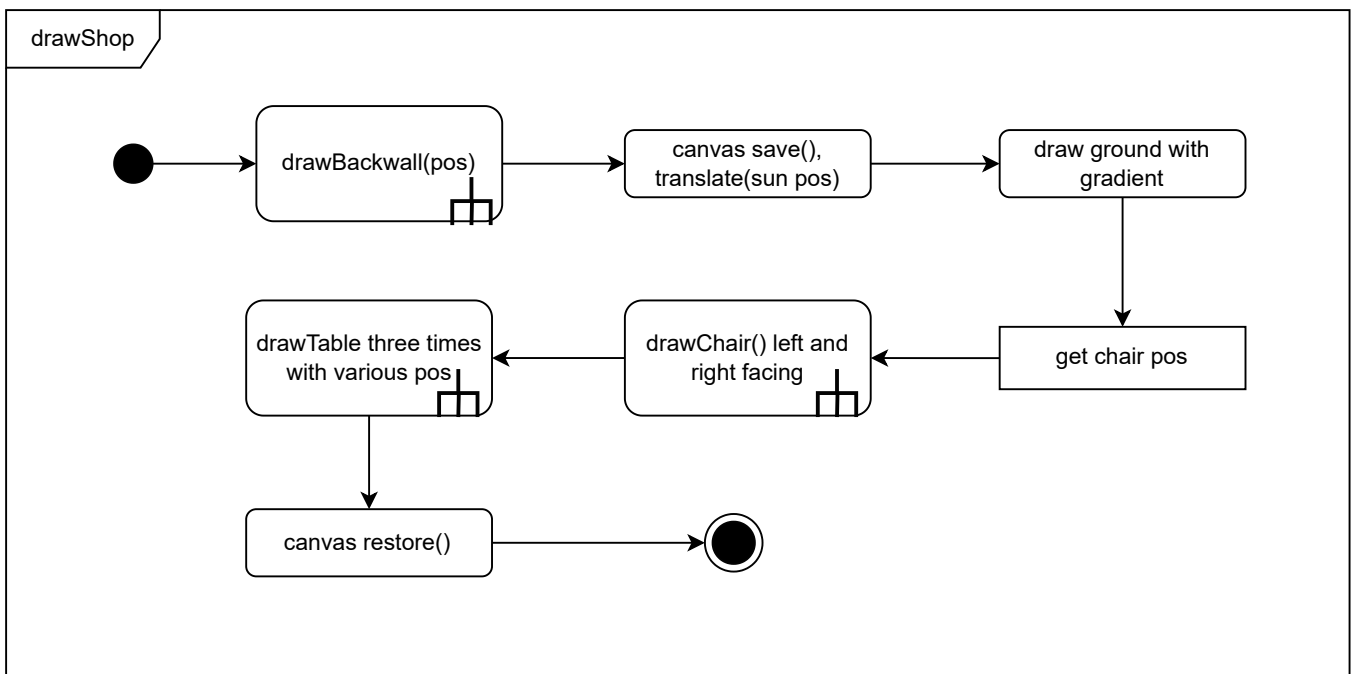 drawShop
drawBackwall(pos)
canvas save(),
translate(sun pos)
draw ground with
gradient
get chair pos
drawChair() left and
right facing
drawTable three times
with various pos
canvas restore()